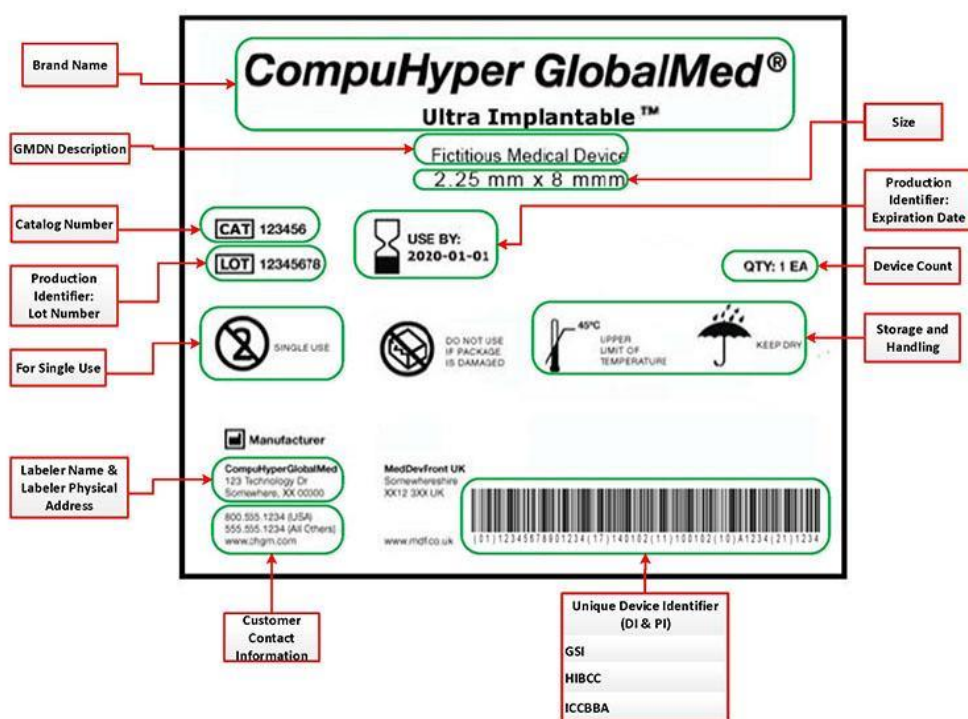 Brand Name
CompuHyper GlobalMed®
Ultra Implantable™
GMDN Description
Fictitious Medical Device
Size
2.25 mm x 8 mmm
Production
Identifier:
Expiration Date
Catalog Number
CAT 123456
USE BY:
2020-01-01
Production
Identifier:
Lot Number
LOT 12345678
QTY: 1 EA
Device Count
For Single Use
2 SINGLE USE
DO NOT USE
IF PACKAGE
IS DAMAGED
45°C
UPPER
LIMIT OF
TEMPERATURE
KEEP DRY
Storage and
Handling
Manufacturer
Labeler Name &
Labeler Physical
Address
CompuHyperGlobalMed
123 Technology Dr
Somewhere, XX 00000
MedDevFront UK
Somewhereshire
XX12 3XX UK
800.555.1234 (USA)
555.555.1234 (All Others)
www.chgm.com
www.mdf.co.uk
(01)12345678901234(17)140102(11)100102(10)A1234(21)1234
Customer
Contact
Information
Unique Device Identifier
(DI & PI)
GSI
HIBCC
ICCBBA